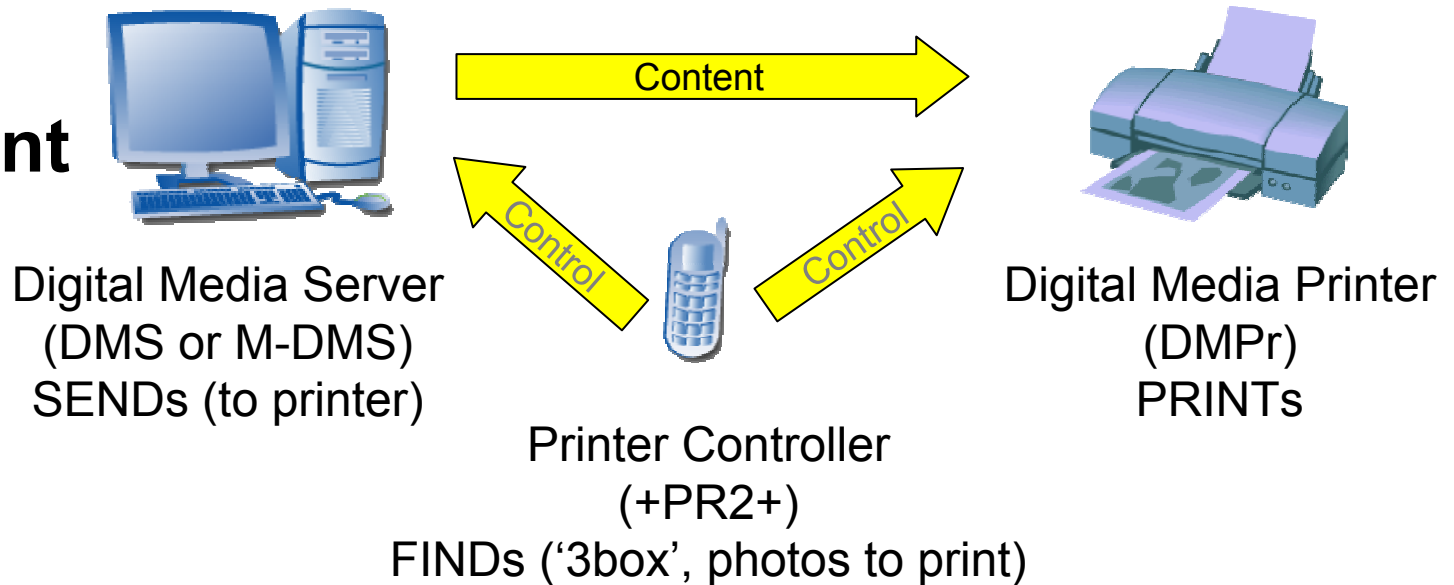 nt
Content
Control
Control
Digital Media Server
(DMS or M-DMS)
SENDs (to printer)
Digital Media Printer
(DMPr)
PRINTs
Printer Controller
(+PR2+)
FINDs (‘3box’, photos to print)